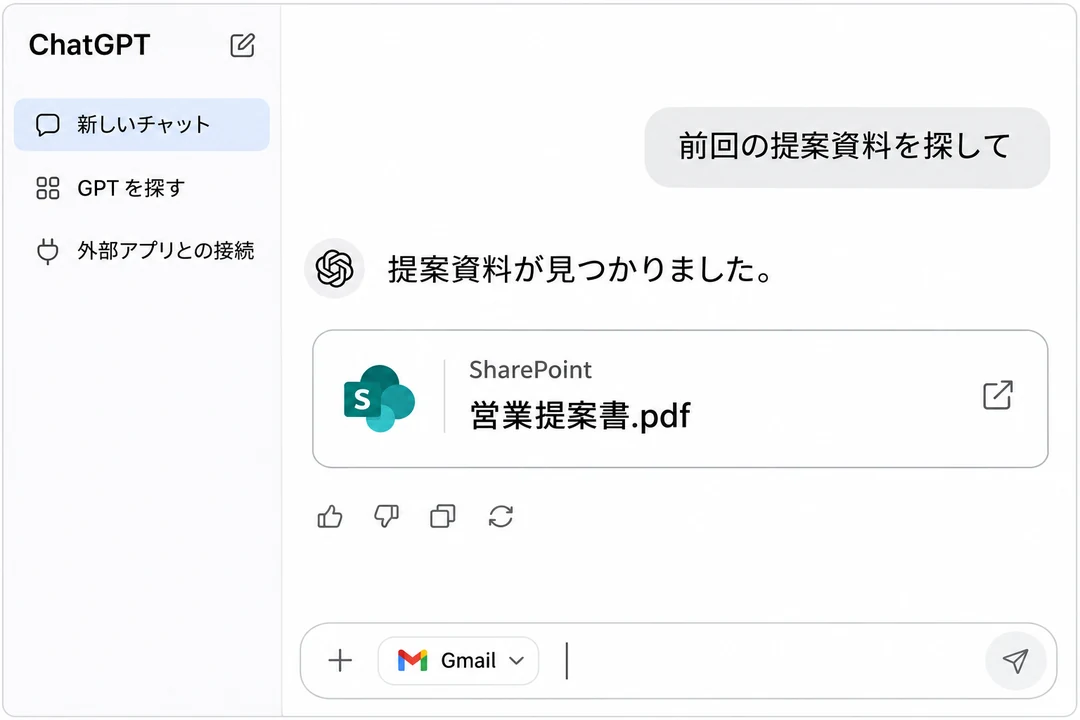 ChatGPT
新しいチャット
GPT を探す
外部アプリとの接続
前回の提案資料を探して
提案資料が見つかりました。
S
SharePoint
営業提案書.pdf
Gmail